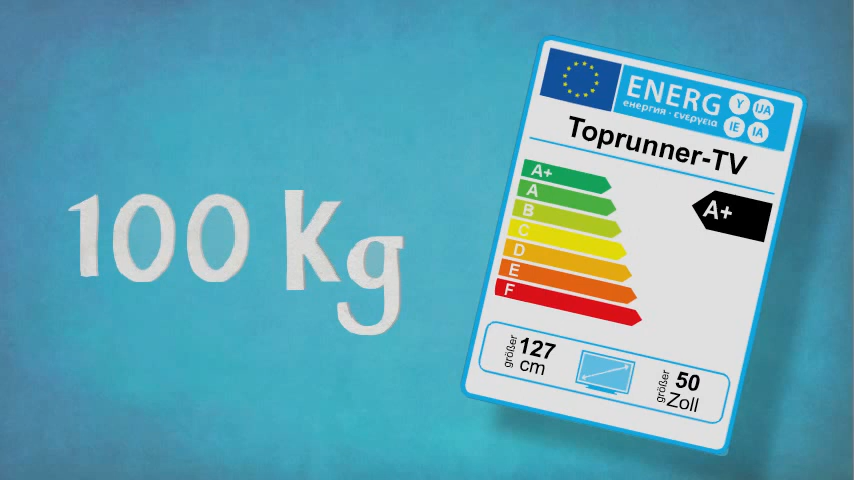 100 Kg
ENERG
енергия · ενεργεια
Y
IJA
IE
IA
Toprunner-TV
A+
A+
A
B
C
D
E
F
größer
127
cm
größer
50
Zoll